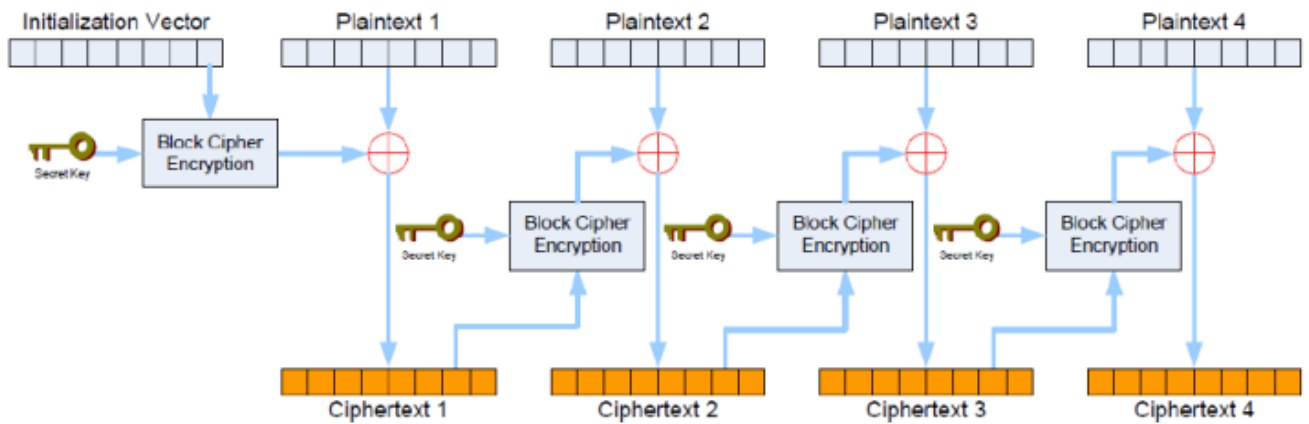 Initialization Vector
Plaintext 1
Plaintext 2
Plaintext 3
Plaintext 4
Block Cipher
Encryption
Secret Key
Block Cipher
Encryption
Secret Key
Block Cipher
Encryption
Secret Key
Block Cipher
Encryption
Secret Key
Ciphertext 1
Ciphertext 2
Ciphertext 3
Ciphertext 4